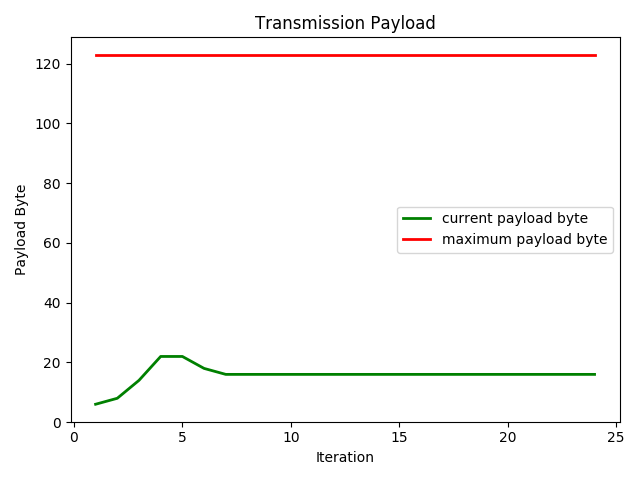 Transmission Payload
120
100
80
60
40
20
0
Payload Byte
current payload byte
maximum payload byte
0 5 10 15 20 25
Iteration